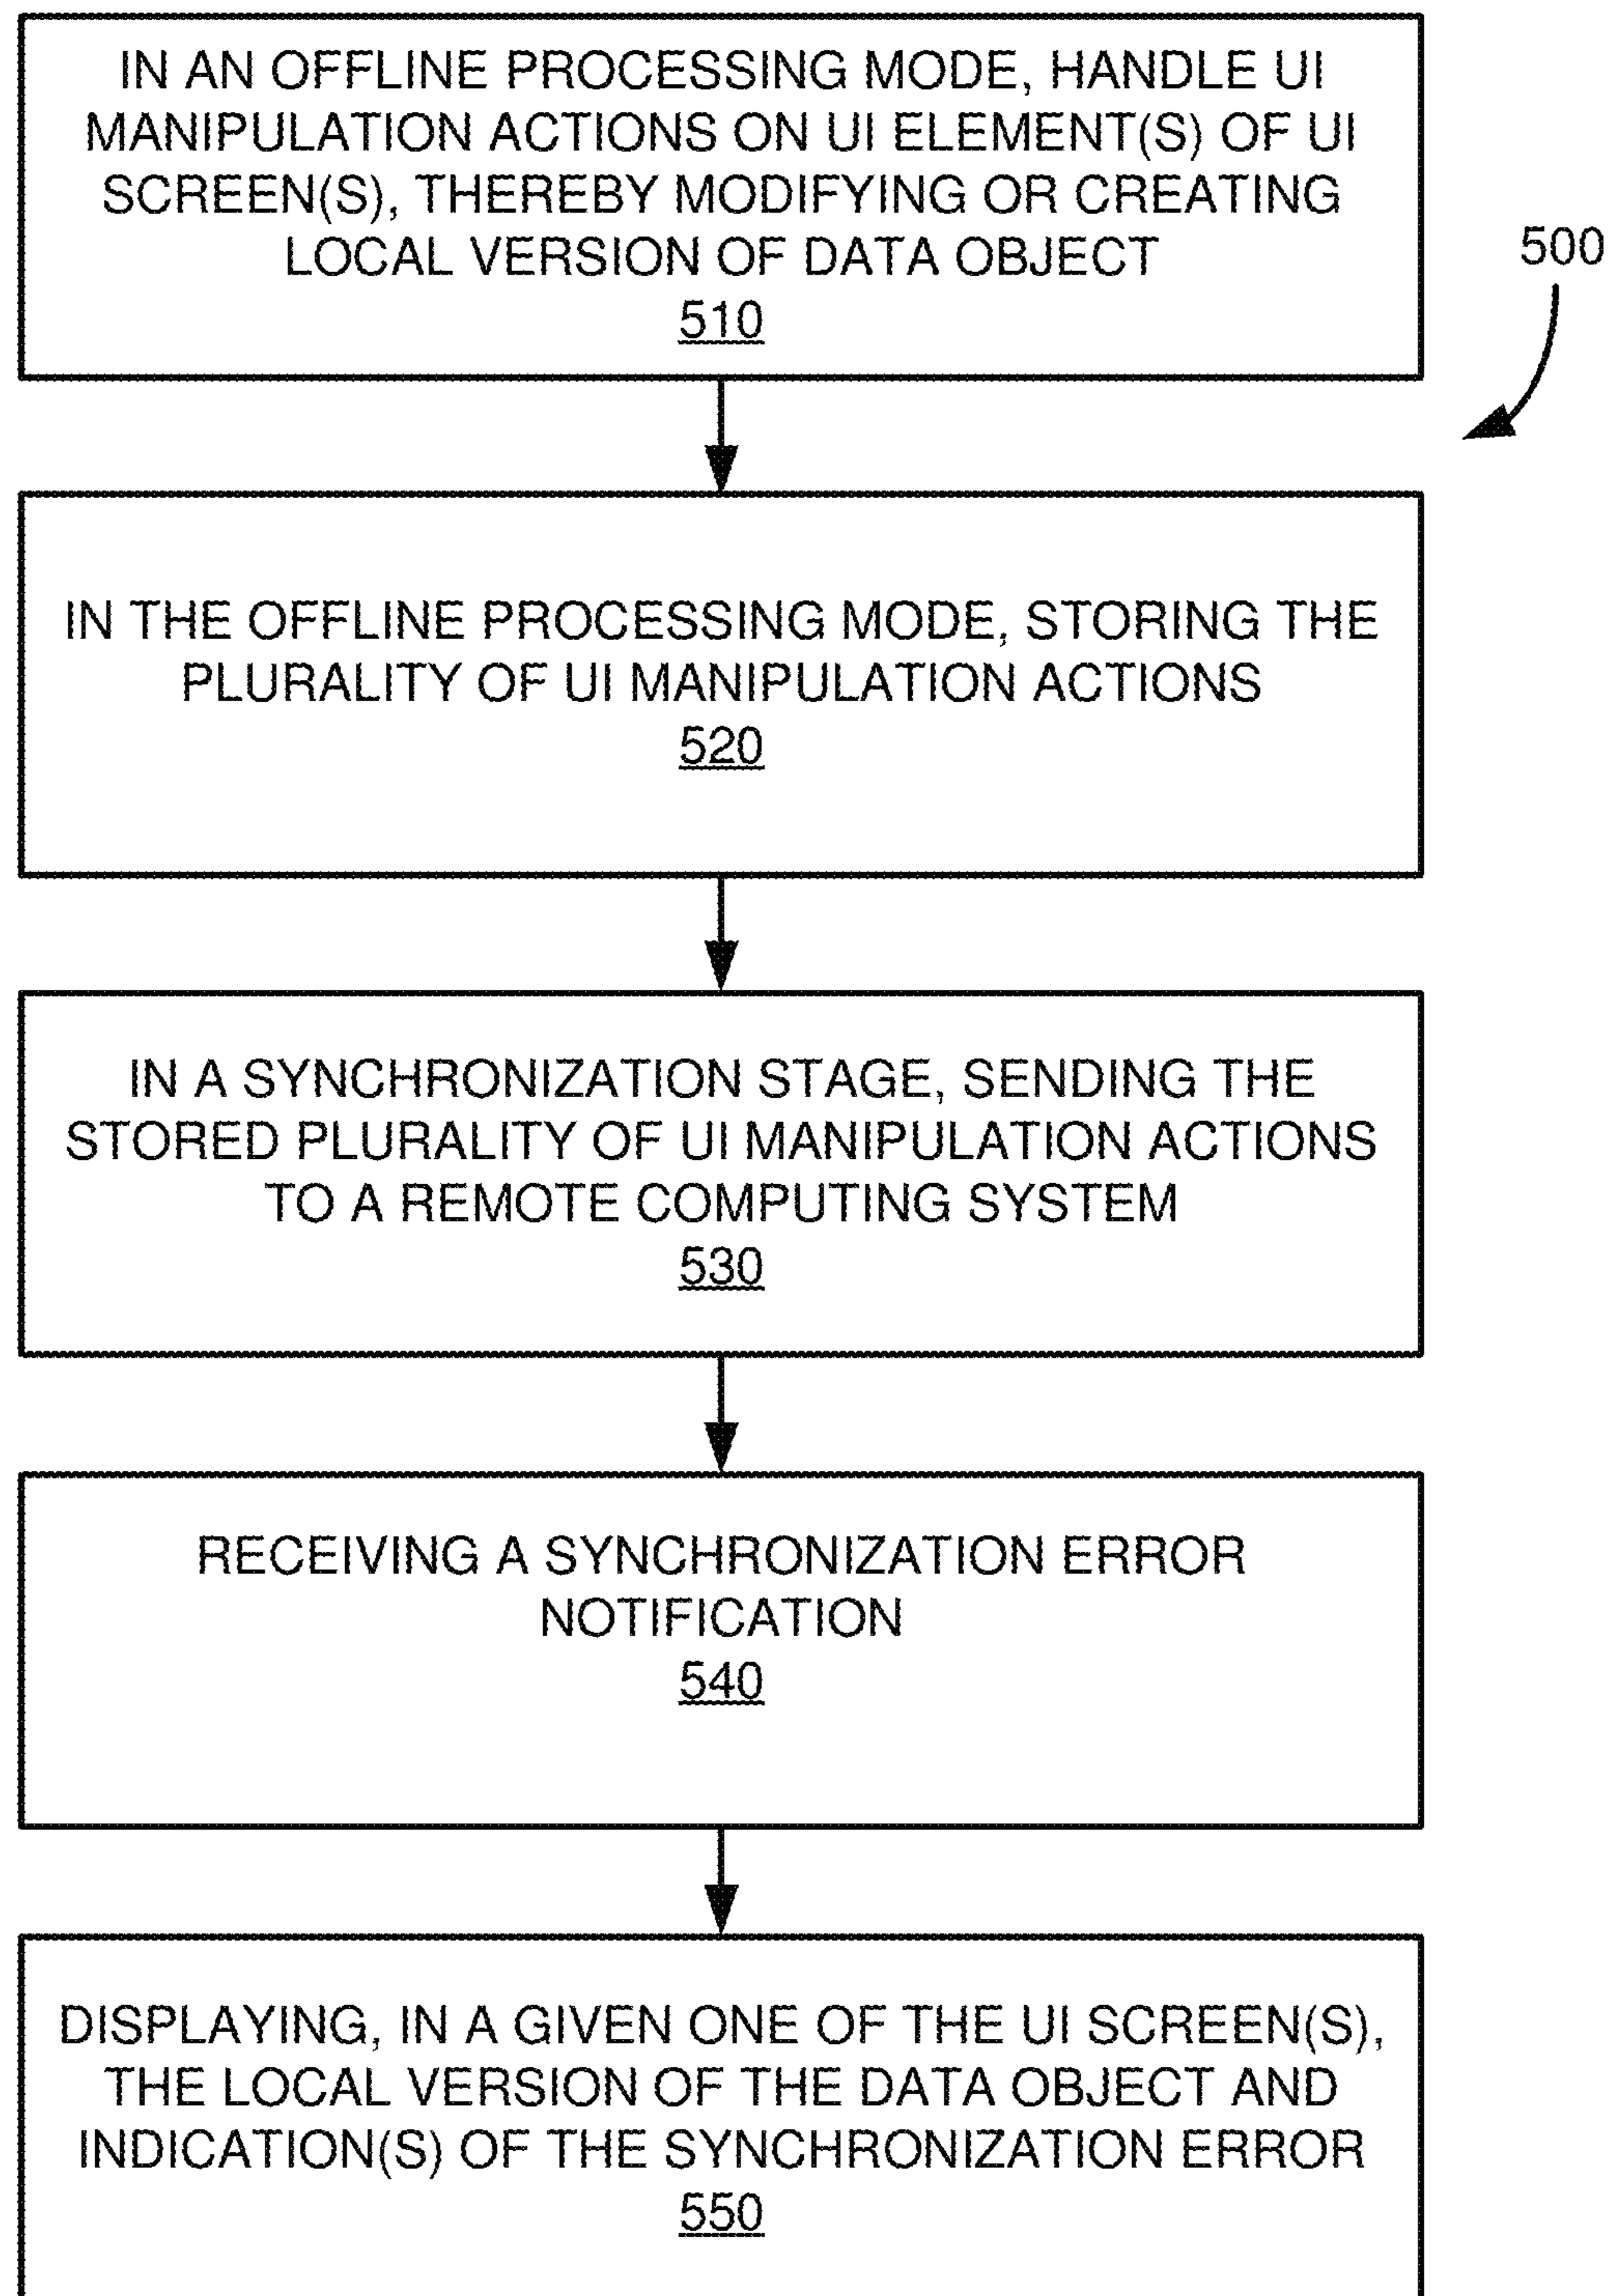 IN AN OFFLINE PROCESSING MODE, HANDLE UI
MANIPULATION ACTIONS ON UI ELEMENT(S) OF UI
SCREEN(S), THEREBY MODIFYING OR CREATING
LOCAL VERSION OF DATA OBJECT
510
500
IN THE OFFLINE PROCESSING MODE, STORING THE
PLURALITY OF UI MANIPULATION ACTIONS
520
IN A SYNCHRONIZATION STAGE, SENDING THE
STORED PLURALITY OF UI MANIPULATION ACTIONS
TO A REMOTE COMPUTING SYSTEM
530
RECEIVING A SYNCHRONIZATION ERROR
NOTIFICATION
540
DISPLAYING, IN A GIVEN ONE OF THE UI SCREEN(S),
THE LOCAL VERSION OF THE DATA OBJECT AND
INDICATION(S) OF THE SYNCHRONIZATION ERROR
550